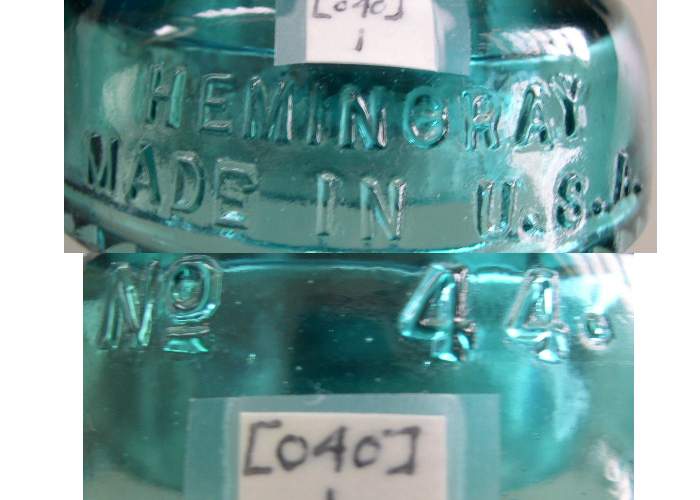 [040]
HEMINGRAY
MADE IN U.S.A.
Nº 44.
[040]